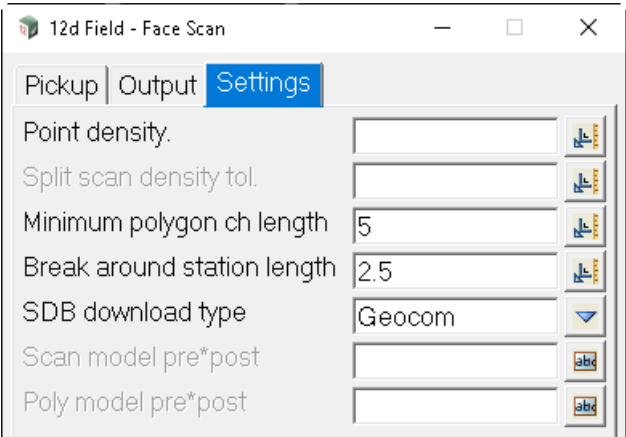 12d Field - Face Scan
Pickup Output Settings
Point density.
Split scan density tol.
Minimum polygon ch length 5
Break around station length 2.5
SDB download type Geocom
Scan model pre*post
Poly model pre*post